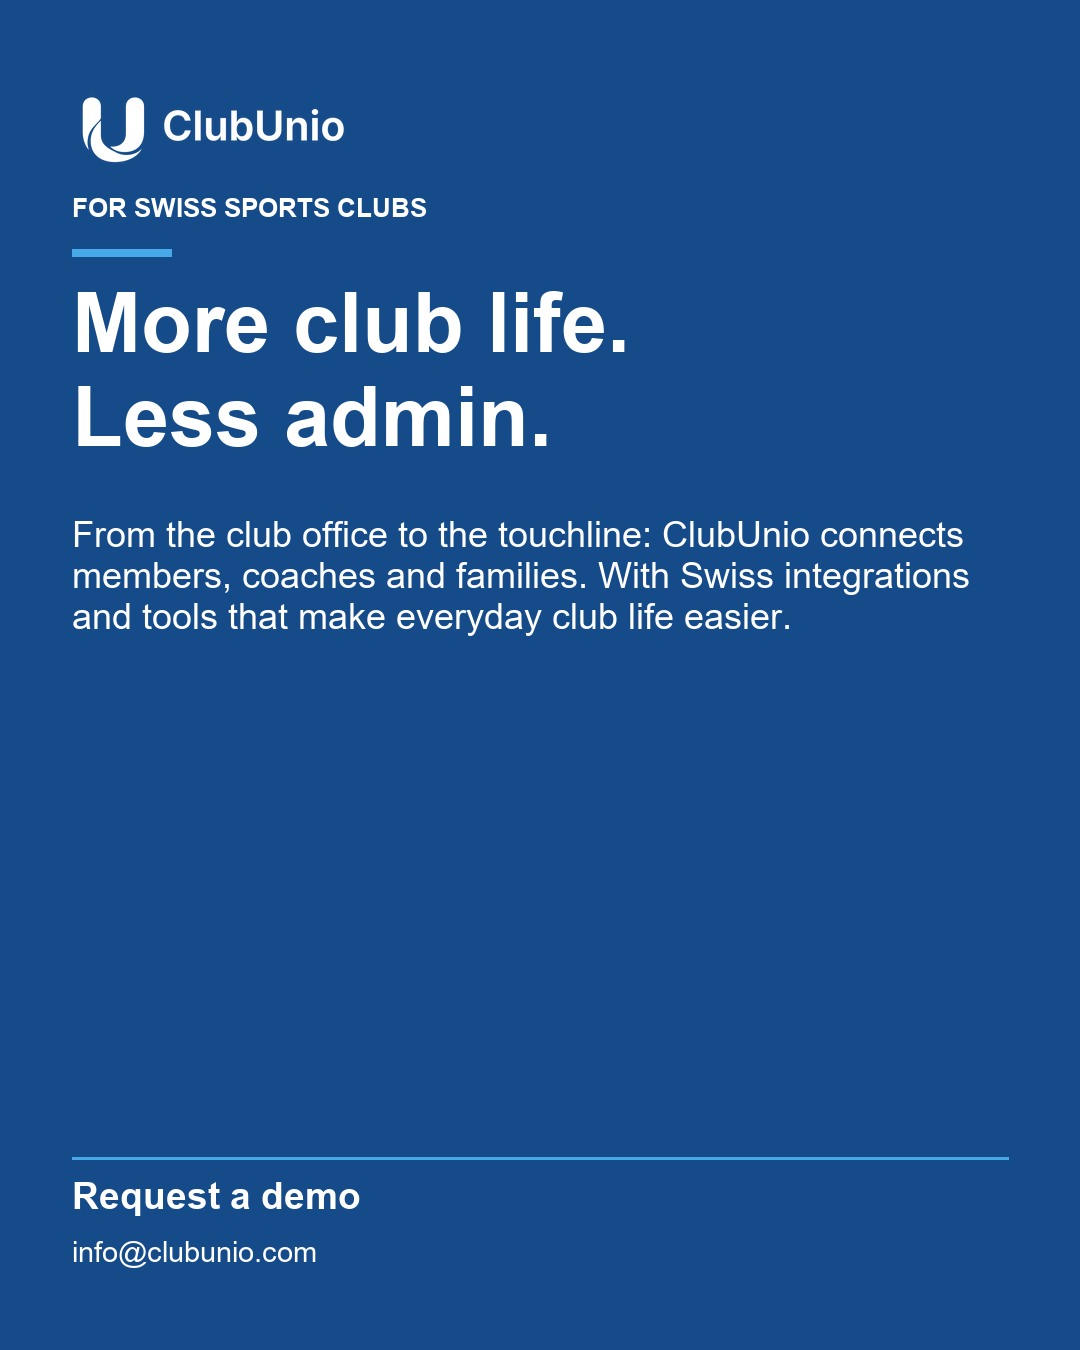 ClubUnio
FOR SWISS SPORTS CLUBS
More club life.
Less admin.
From the club office to the touchline: ClubUnio connects
members, coaches and families. With Swiss integrations
and tools that make everyday club life easier.
Request a demo
info@clubunio.com